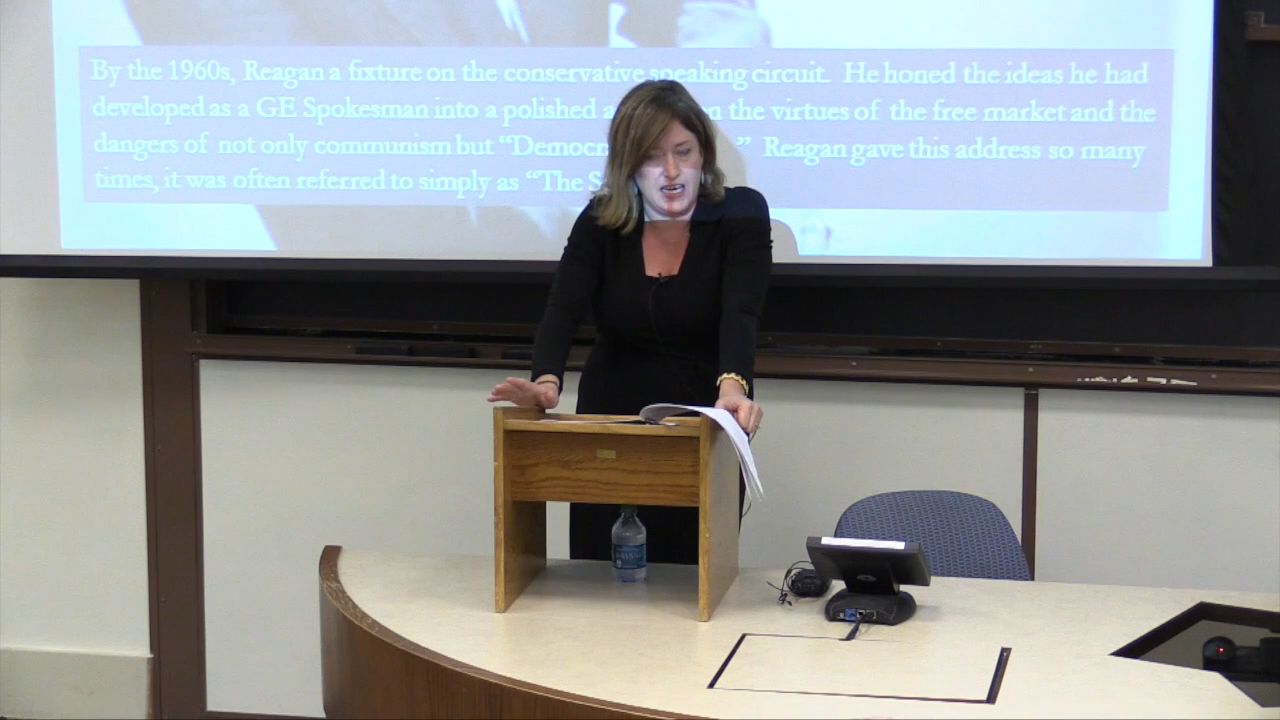 By the 1960s, Reagan a fixture on the conservative speaking circuit. He honed the ideas he had
developed as a GE Spokesman into a polished a on the virtues of the free market and the
dangers of not only communism but “Democr ” Reagan gave this address so many
times, it was often referred to simply as “The S